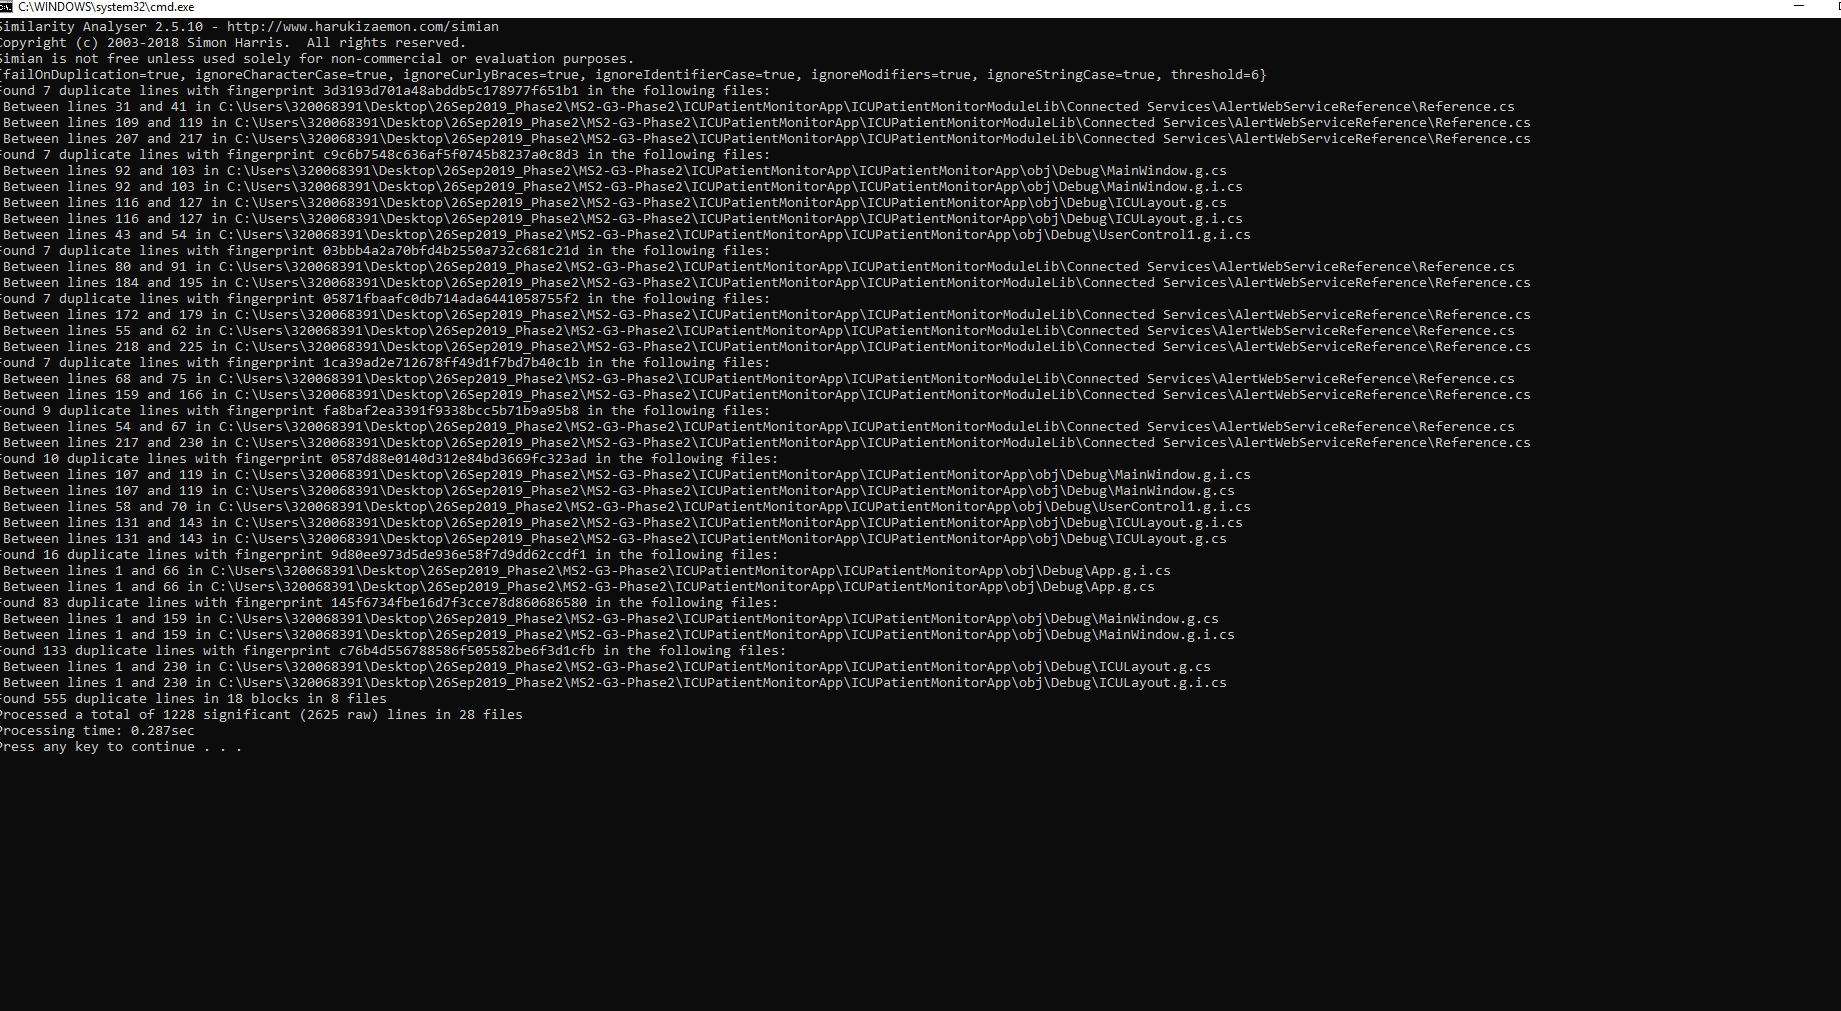 C:\WINDOWS\system32\cmd.exe
Similarity Analyser 2.5.10 - http://www.harukizaemon.com/simian
Copyright (c) 2003-2018 Simon Harris.  All rights reserved.
Simian is not free unless used solely for non-commercial or evaluation purposes.
{failOnDuplication=true, ignoreCharacterCase=true, ignoreCurlyBraces=true, ignoreIdentifierCase=true, ignoreModifiers=true, ignoreStringCase=true, threshold=6}
Found 7 duplicate lines with fingerprint 3d3193d701a48abddb5c178977f651b1 in the following files:
Between lines 31 and 41 in C:\Users\320068391\Desktop\26Sep2019_Phase2\MS2-G3-Phase2\ICUPatientMonitorApp\ICUPatientMonitorModuleLib\Connected Services\AlertWebServiceReference\Reference.cs
Between lines 109 and 119 in C:\Users\320068391\Desktop\26Sep2019_Phase2\MS2-G3-Phase2\ICUPatientMonitorApp\ICUPatientMonitorModuleLib\Connected Services\AlertWebServiceReference\Reference.cs
Between lines 207 and 217 in C:\Users\320068391\Desktop\26Sep2019_Phase2\MS2-G3-Phase2\ICUPatientMonitorApp\ICUPatientMonitorModuleLib\Connected Services\AlertWebServiceReference\Reference.cs
Found 7 duplicate lines with fingerprint c9c6b7548c636af5f0745b8237a0c8d3 in the following files:
Between lines 92 and 103 in C:\Users\320068391\Desktop\26Sep2019_Phase2\MS2-G3-Phase2\ICUPatientMonitorApp\ICUPatientMonitorApp\obj\Debug\MainWindow.g.cs
Between lines 92 and 103 in C:\Users\320068391\Desktop\26Sep2019_Phase2\MS2-G3-Phase2\ICUPatientMonitorApp\ICUPatientMonitorApp\obj\Debug\MainWindow.g.i.cs
Between lines 116 and 127 in C:\Users\320068391\Desktop\26Sep2019_Phase2\MS2-G3-Phase2\ICUPatientMonitorApp\ICUPatientMonitorApp\obj\Debug\ICULayout.g.cs
Between lines 116 and 127 in C:\Users\320068391\Desktop\26Sep2019_Phase2\MS2-G3-Phase2\ICUPatientMonitorApp\ICUPatientMonitorApp\obj\Debug\ICULayout.g.i.cs
Between lines 43 and 54 in C:\Users\320068391\Desktop\26Sep2019_Phase2\MS2-G3-Phase2\ICUPatientMonitorApp\ICUPatientMonitorApp\obj\Debug\UserControl1.g.i.cs
Found 7 duplicate lines with fingerprint 03bbb4a2a70bfd4b2550a732c681c21d in the following files:
Between lines 80 and 91 in C:\Users\320068391\Desktop\26Sep2019_Phase2\MS2-G3-Phase2\ICUPatientMonitorApp\ICUPatientMonitorModuleLib\Connected Services\AlertWebServiceReference\Reference.cs
Between lines 184 and 195 in C:\Users\320068391\Desktop\26Sep2019_Phase2\MS2-G3-Phase2\ICUPatientMonitorApp\ICUPatientMonitorModuleLib\Connected Services\AlertWebServiceReference\Reference.cs
Found 7 duplicate lines with fingerprint 05871fbaafc0db714ada6441058755f2 in the following files:
Between lines 172 and 179 in C:\Users\320068391\Desktop\26Sep2019_Phase2\MS2-G3-Phase2\ICUPatientMonitorApp\ICUPatientMonitorModuleLib\Connected Services\AlertWebServiceReference\Reference.cs
Between lines 55 and 62 in C:\Users\320068391\Desktop\26Sep2019_Phase2\MS2-G3-Phase2\ICUPatientMonitorApp\ICUPatientMonitorModuleLib\Connected Services\AlertWebServiceReference\Reference.cs
Between lines 218 and 225 in C:\Users\320068391\Desktop\26Sep2019_Phase2\MS2-G3-Phase2\ICUPatientMonitorApp\ICUPatientMonitorModuleLib\Connected Services\AlertWebServiceReference\Reference.cs
Found 7 duplicate lines with fingerprint 1ca39ad2e712678ff49d1f7bd7b40c1b in the following files:
Between lines 68 and 75 in C:\Users\320068391\Desktop\26Sep2019_Phase2\MS2-G3-Phase2\ICUPatientMonitorApp\ICUPatientMonitorModuleLib\Connected Services\AlertWebServiceReference\Reference.cs
Between lines 159 and 166 in C:\Users\320068391\Desktop\26Sep2019_Phase2\MS2-G3-Phase2\ICUPatientMonitorApp\ICUPatientMonitorModuleLib\Connected Services\AlertWebServiceReference\Reference.cs
Found 9 duplicate lines with fingerprint fa8baf2ea3391f9338bcc5b71b9a95b8 in the following files:
Between lines 54 and 67 in C:\Users\320068391\Desktop\26Sep2019_Phase2\MS2-G3-Phase2\ICUPatientMonitorApp\ICUPatientMonitorModuleLib\Connected Services\AlertWebServiceReference\Reference.cs
Between lines 217 and 230 in C:\Users\320068391\Desktop\26Sep2019_Phase2\MS2-G3-Phase2\ICUPatientMonitorApp\ICUPatientMonitorModuleLib\Connected Services\AlertWebServiceReference\Reference.cs
Found 10 duplicate lines with fingerprint 0587d88e0140d312e84bd3669fc323ad in the following files:
Between lines 107 and 119 in C:\Users\320068391\Desktop\26Sep2019_Phase2\MS2-G3-Phase2\ICUPatientMonitorApp\ICUPatientMonitorApp\obj\Debug\MainWindow.g.i.cs
Between lines 107 and 119 in C:\Users\320068391\Desktop\26Sep2019_Phase2\MS2-G3-Phase2\ICUPatientMonitorApp\ICUPatientMonitorApp\obj\Debug\MainWindow.g.cs
Between lines 58 and 70 in C:\Users\320068391\Desktop\26Sep2019_Phase2\MS2-G3-Phase2\ICUPatientMonitorApp\ICUPatientMonitorApp\obj\Debug\UserControl1.g.i.cs
Between lines 131 and 143 in C:\Users\320068391\Desktop\26Sep2019_Phase2\MS2-G3-Phase2\ICUPatientMonitorApp\ICUPatientMonitorApp\obj\Debug\ICULayout.g.i.cs
Between lines 131 and 143 in C:\Users\320068391\Desktop\26Sep2019_Phase2\MS2-G3-Phase2\ICUPatientMonitorApp\ICUPatientMonitorApp\obj\Debug\ICULayout.g.cs
Found 16 duplicate lines with fingerprint 9d80ee973d5de936e58f7d9dd62ccdf1 in the following files:
Between lines 1 and 66 in C:\Users\320068391\Desktop\26Sep2019_Phase2\MS2-G3-Phase2\ICUPatientMonitorApp\ICUPatientMonitorApp\obj\Debug\App.g.i.cs
Between lines 1 and 66 in C:\Users\320068391\Desktop\26Sep2019_Phase2\MS2-G3-Phase2\ICUPatientMonitorApp\ICUPatientMonitorApp\obj\Debug\App.g.cs
Found 83 duplicate lines with fingerprint 145f6734fbe16d7f3cce78d860686580 in the following files:
Between lines 1 and 159 in C:\Users\320068391\Desktop\26Sep2019_Phase2\MS2-G3-Phase2\ICUPatientMonitorApp\ICUPatientMonitorApp\obj\Debug\MainWindow.g.cs
Between lines 1 and 159 in C:\Users\320068391\Desktop\26Sep2019_Phase2\MS2-G3-Phase2\ICUPatientMonitorApp\ICUPatientMonitorApp\obj\Debug\MainWindow.g.i.cs
Found 133 duplicate lines with fingerprint c76b4d556788586f505582be6f3d1cfb in the following files:
Between lines 1 and 230 in C:\Users\320068391\Desktop\26Sep2019_Phase2\MS2-G3-Phase2\ICUPatientMonitorApp\ICUPatientMonitorApp\obj\Debug\ICULayout.g.cs
Between lines 1 and 230 in C:\Users\320068391\Desktop\26Sep2019_Phase2\MS2-G3-Phase2\ICUPatientMonitorApp\ICUPatientMonitorApp\obj\Debug\ICULayout.g.i.cs
Found 555 duplicate lines in 18 blocks in 8 files
Processed a total of 1228 significant (2625 raw) lines in 28 files
Processing time: 0.287sec
Press any key to continue . . .